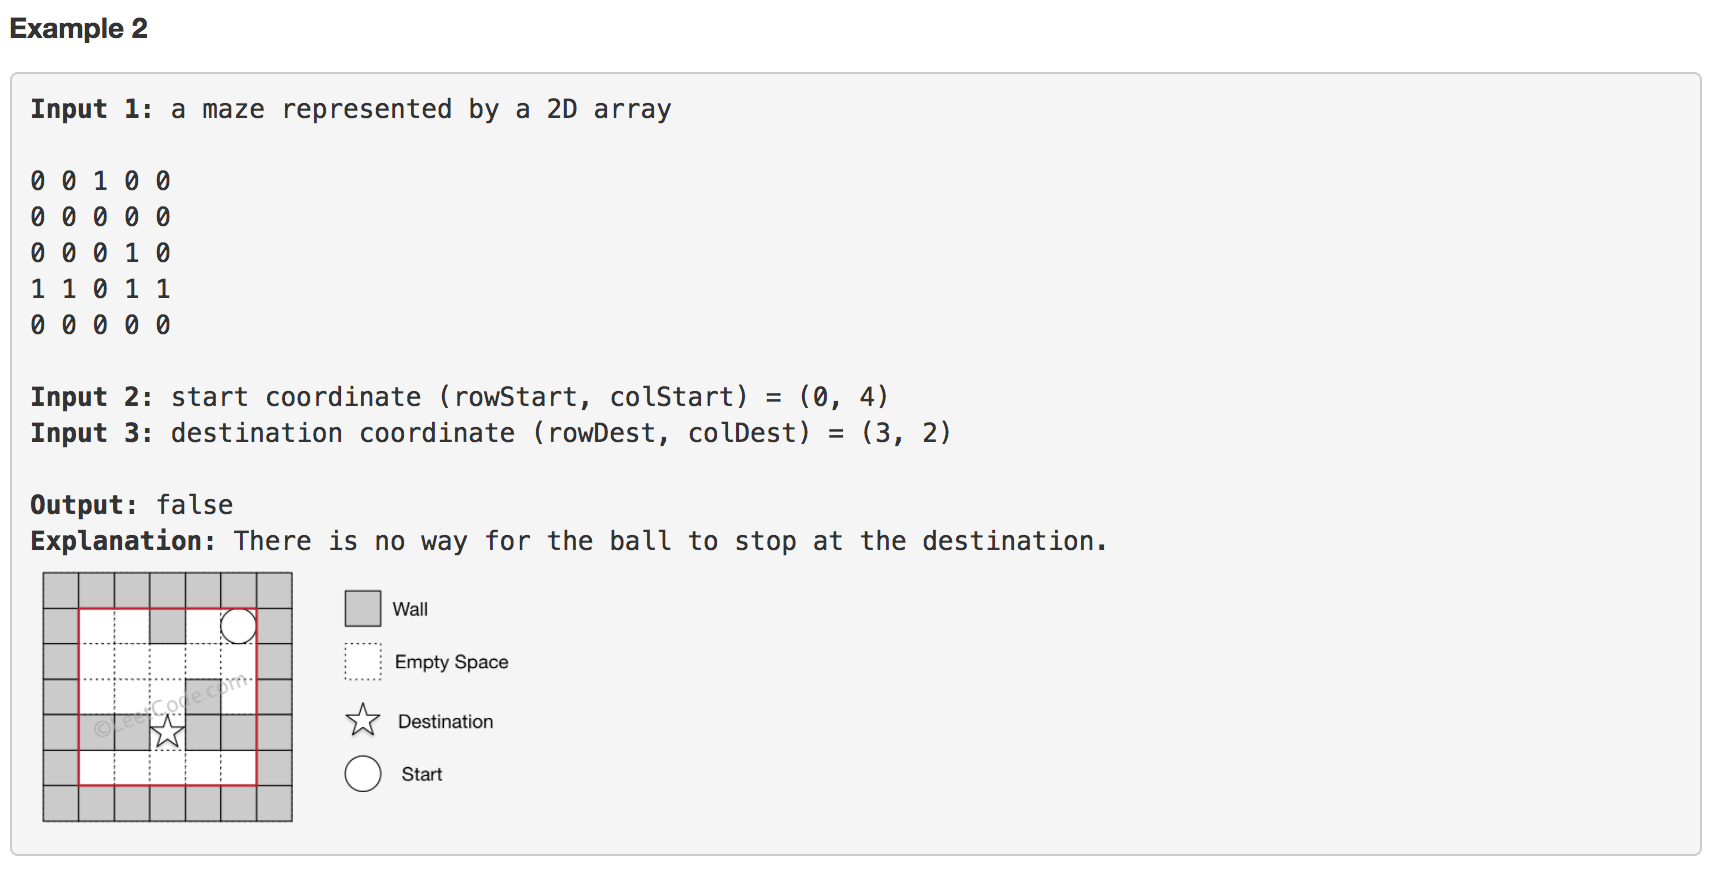 Example 2
Input 1: a maze represented by a 2D array
0 0 1 0 0
0 0 0 0 0
0 0 0 1 0
1 1 0 1 1
0 0 0 0 0
Input 2: start coordinate (rowStart, colStart) = (0, 4)
Input 3: destination coordinate (rowDest, colDest) = (3, 2)
Output: false
Explanation: There is no way for the ball to stop at the destination.
Wall
Empty Space
©LeetCode.com
Destination
Start